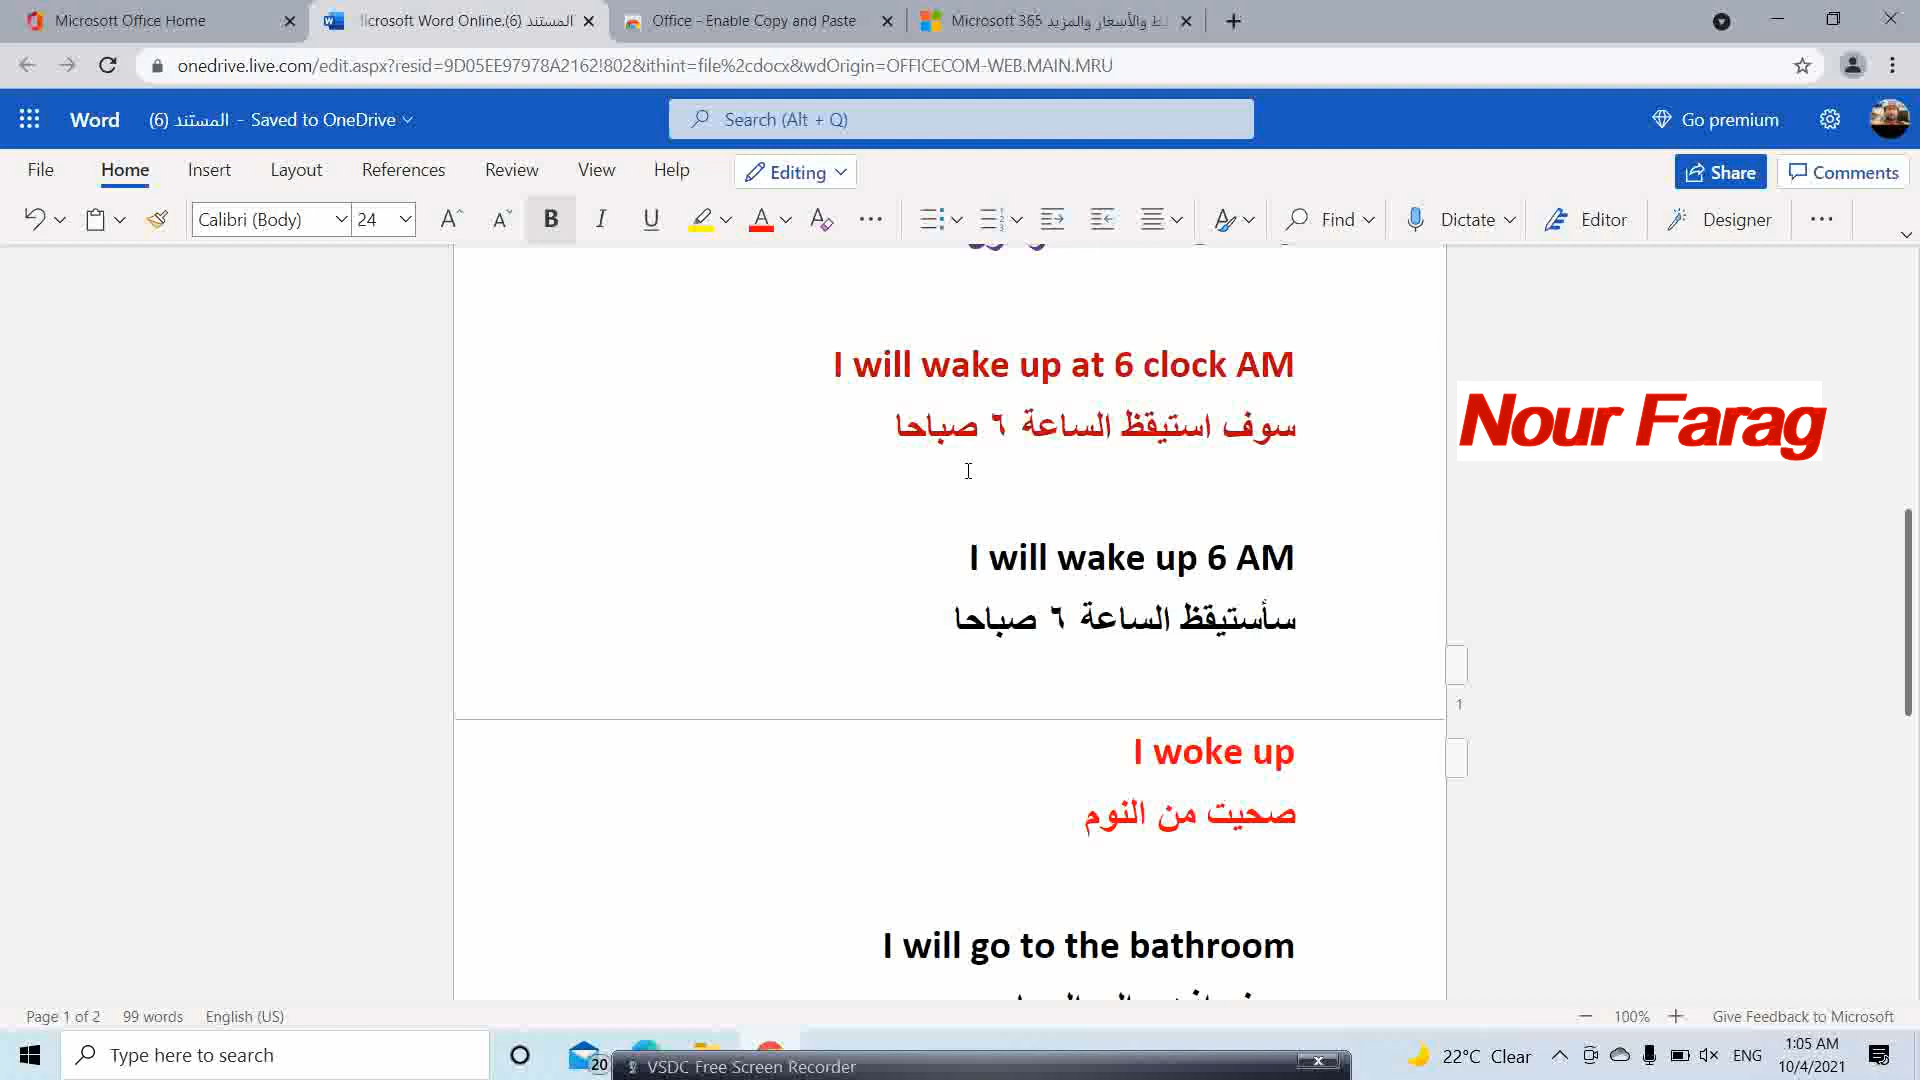 Microsoft Office Home
icrosoft Word Online.(6) المستند
Office - Enable Copy and Paste
Microsoft 365 ـط والأسعار والمزيد
onedrive.live.com/edit.aspx?resid=9D05EE97978A2162!802&ithint=file%2cdocx&wdOrigin=OFFICECOM-WEB.MAIN.MRU
Word
المستند (6) - Saved to OneDrive
Search (Alt + Q)
Go premium
File Home Insert Layout References Review View Help
Editing
Share
Comments
Calibri (Body)
24
Find
Dictate
Editor
Designer
I will wake up at 6 clock AM
سوف استيقظ الساعة ٦ صباحا
Nour Farag
I will wake up 6 AM
سأستيقظ الساعة ٦ صباحا
1
I woke up
صحيت من النوم
I will go to the bathroom
Page 1 of 2
99 words
English (US)
100%
Give Feedback to Microsoft
Type here to search
20
VSDC Free Screen Recorder
22°C Clear
ENG
1:05 AM
10/4/2021